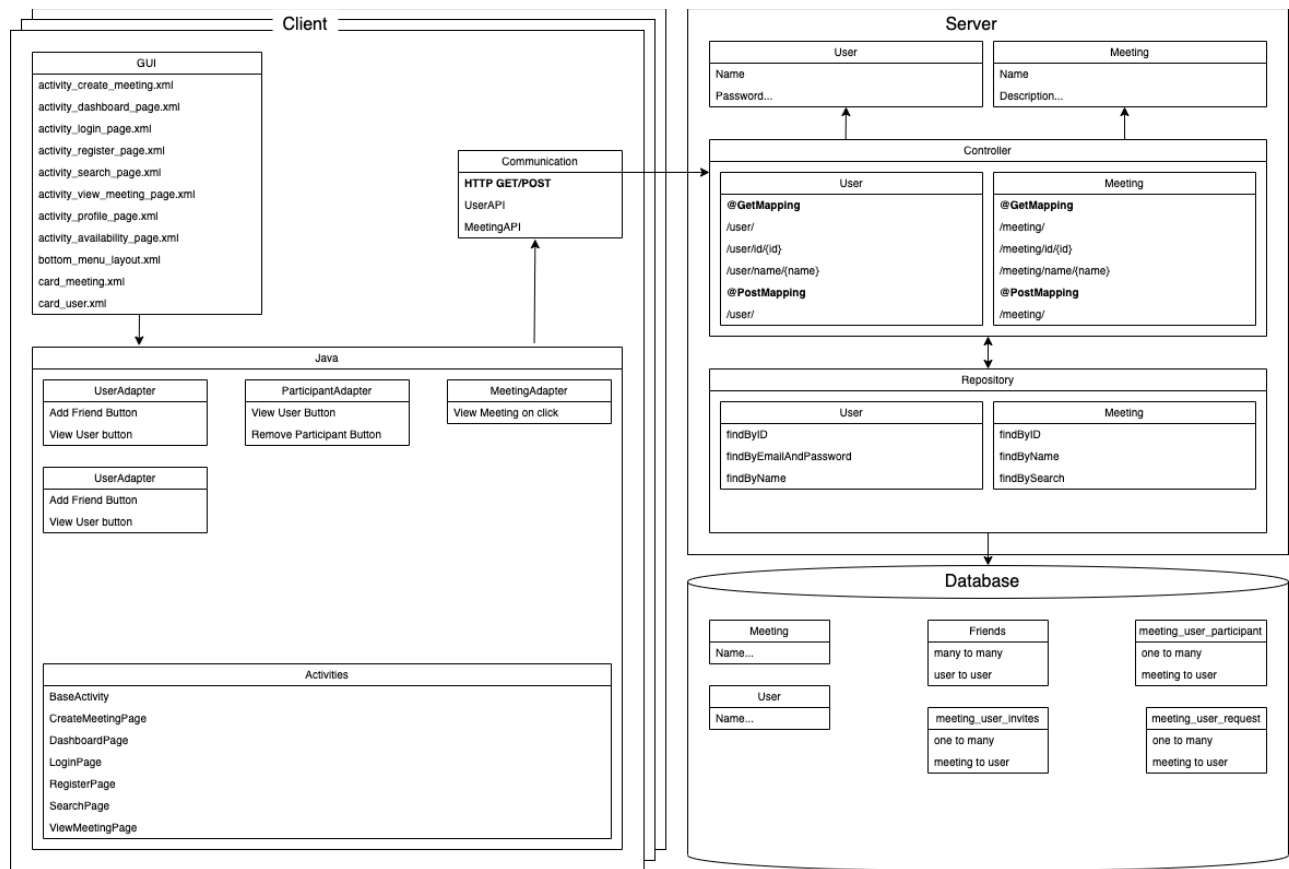 Client
GUI
activity_create_meeting.xml
activity_dashboard_page.xml
activity_login_page.xml
activity_register_page.xml
activity_search_page.xml
activity_view_meeting_page.xml
activity_profile_page.xml
activity_availability_page.xml
bottom_menu_layout.xml
card_meeting.xml
card_user.xml
Communication
HTTP GET/POST
UserAPI
MeetingAPI
Java
UserAdapter
Add Friend Button
View User button
ParticipantAdapter
View User Button
Remove Participant Button
MeetingAdapter
View Meeting on click
UserAdapter
Add Friend Button
View User button
Activities
BaseActivity
CreateMeetingPage
DashboardPage
LoginPage
RegisterPage
SearchPage
ViewMeetingPage
Server
User
Name
Password...
Meeting
Name
Description...
Controller
User
@GetMapping
/user/
/user/id/{id}
/user/name/{name}
@PostMapping
/user/
Meeting
@GetMapping
/meeting/
/meeting/id/{id}
/meeting/name/{name}
@PostMapping
/meeting/
Repository
User
findByID
findByEmailAndPassword
findByName
Meeting
findByID
findByName
findBySearch
Database
Meeting
Name...
User
Name...
Friends
many to many
user to user
meeting_user_invites
one to many
meeting to user
meeting_user_participant
one to many
meeting to user
meeting_user_request
one to many
meeting to user